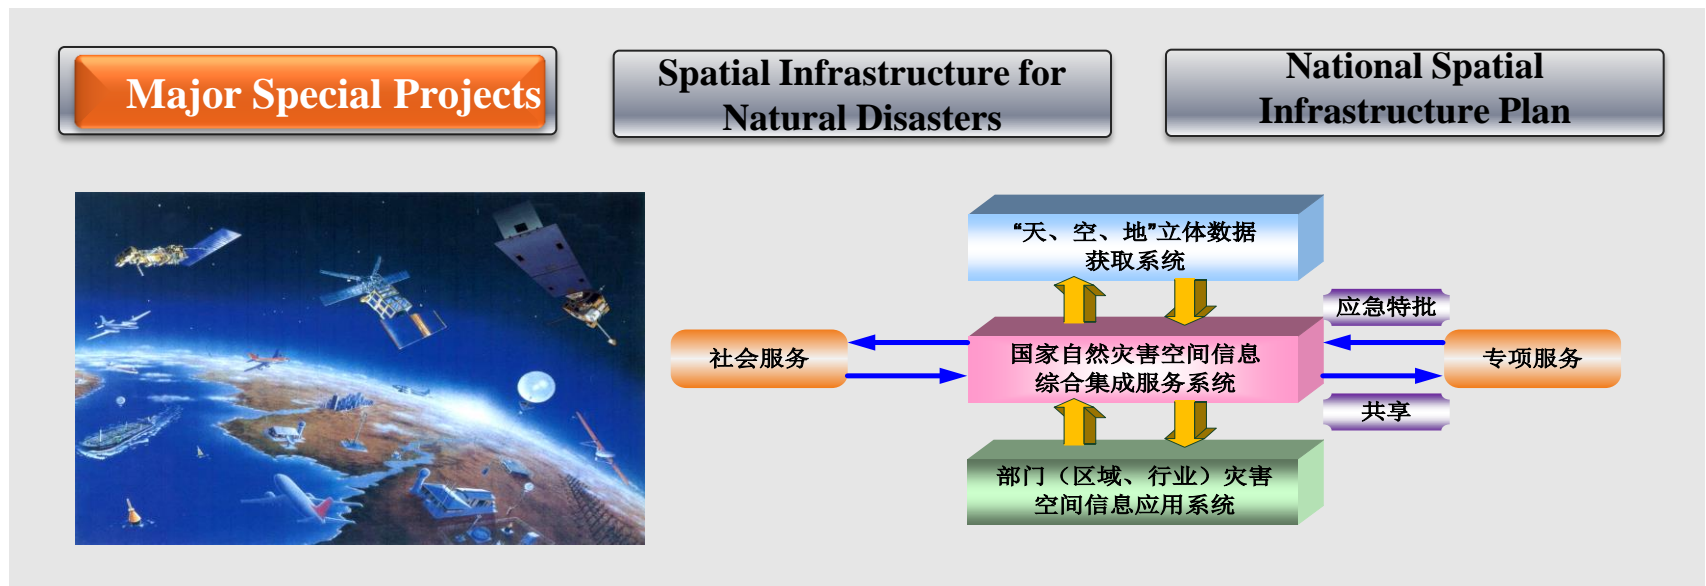 Major Special Projects
Spatial Infrastructure for
Natural Disasters
National Spatial
Infrastructure Plan
“天、空、地”立体数据
获取系统
应急特批
社会服务
国家自然灾害空间信息
综合集成服务系统
专项服务
共享
部门（区域、行业）灾害
空间信息应用系统